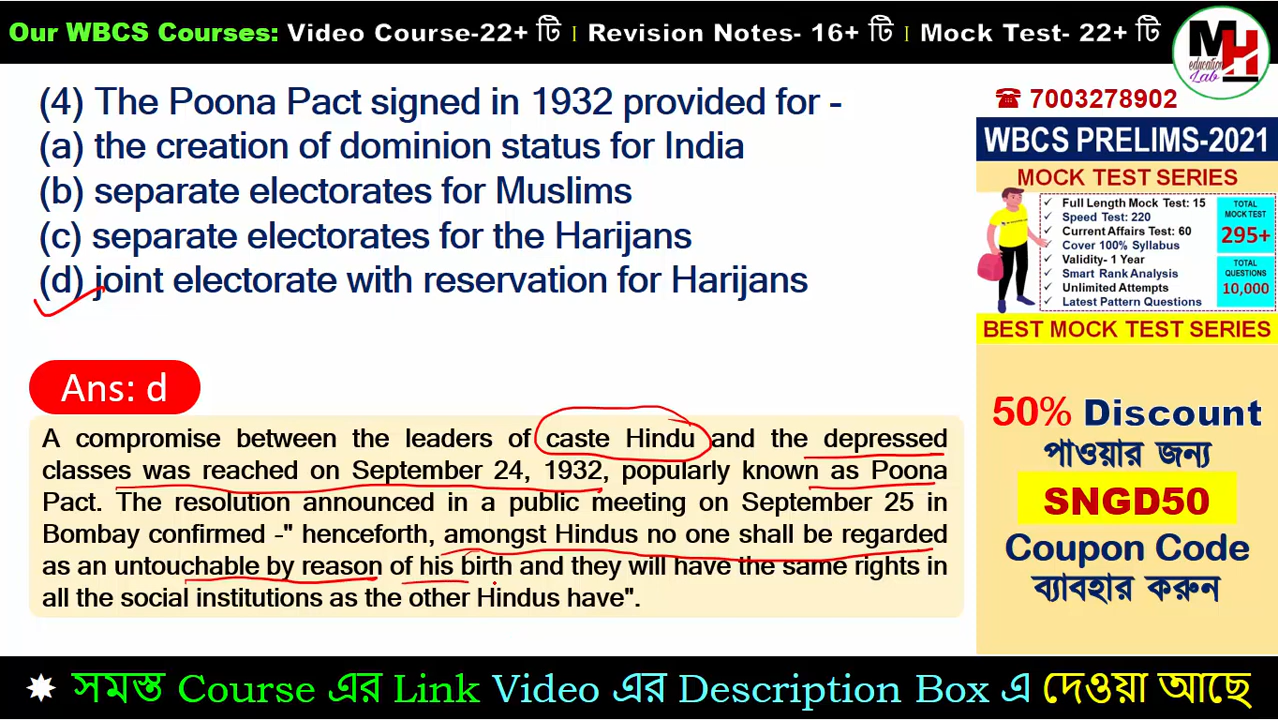 Our WBCS Courses: Video Course-22+ টি । Revision Notes- 16+ টি । Mock Test- 22+ টি
MH
education
Lab
(4) The Poona Pact signed in 1932 provided for -
(a) the creation of dominion status for India
(b) separate electorates for Muslims
(c) separate electorates for the Harijans
(d) joint electorate with reservation for Harijans
Ans: d
A compromise between the leaders of caste Hindu and the depressed
classes was reached on September 24, 1932, popularly known as Poona
Pact. The resolution announced in a public meeting on September 25 in
Bombay confirmed -" henceforth, amongst Hindus no one shall be regarded
as an untouchable by reason of his birth and they will have the same rights in
all the social institutions as the other Hindus have".
☎ 7003278902
WBCS PRELIMS-2021
MOCK TEST SERIES
✓ Full Length Mock Test: 15
✓ Speed Test: 220
✓ Current Affairs Test: 60
✓ Cover 100% Syllabus
✓ Validity- 1 Year
✓ Smart Rank Analysis
✓ Unlimited Attempts
✓ Latest Pattern Questions
TOTAL
MOCK TEST
295+
TOTAL
QUESTIONS
10,000
BEST MOCK TEST SERIES
50% Discount
পাওয়ার জন্য
SNGD50
Coupon Code
ব্যাবহার করুন
✸ সমস্ত Course এর Link Video এর Description Box এ দেওয়া আছে